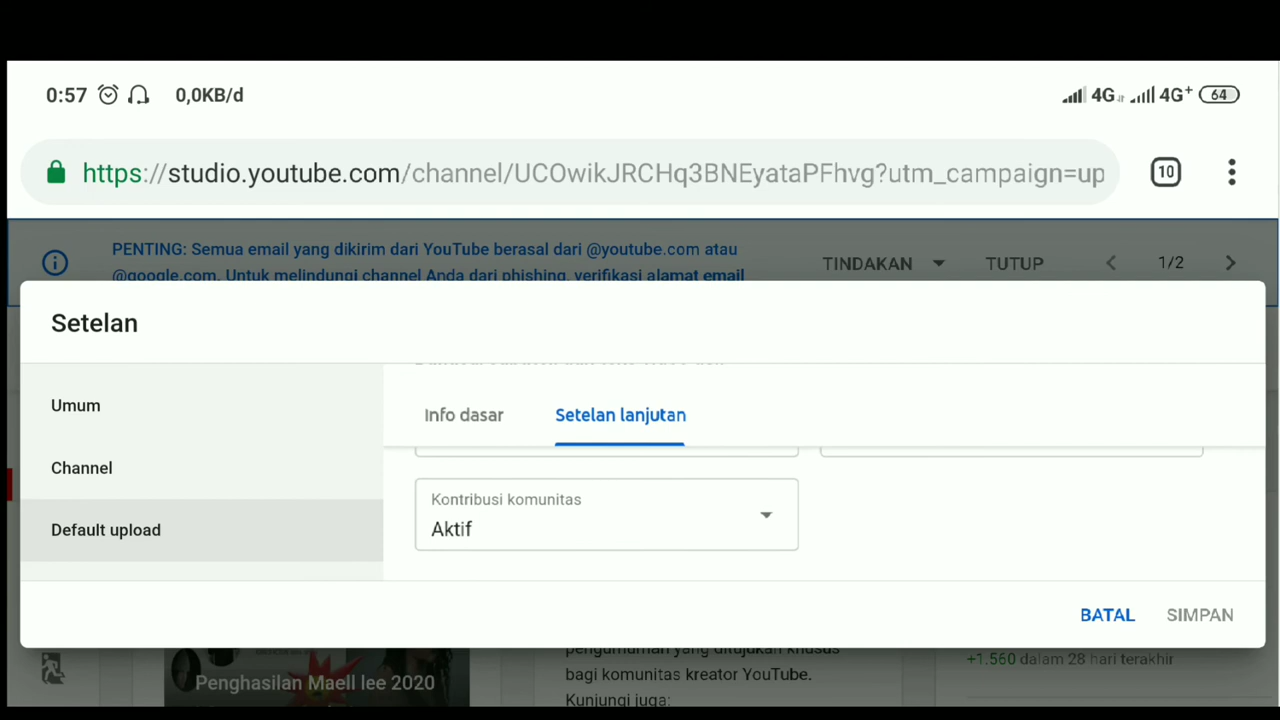 0:57 0,0KB/d 4G 4G+ 64
https://studio.youtube.com/channel/UCOwikJRCHq3BNEyataPFhvg?utm_campaign=up 10
PENTING: Semua email yang dikirim dari YouTube berasal dari @youtube.com atau
@google.com. Untuk melindungi channel Anda dari phishing, verifikasi alamat email
TINDAKAN TUTUP 1/2
Setelan
Umum
Channel
Default upload
Info dasar Setelan lanjutan
Kontribusi komunitas
Aktif
BATAL SIMPAN
Penghasilan Maell lee 2020
pengumuman yang ditujukan khusus
bagi komunitas kreator YouTube.
Kunjungi juga:
+1.560 dalam 28 hari terakhir